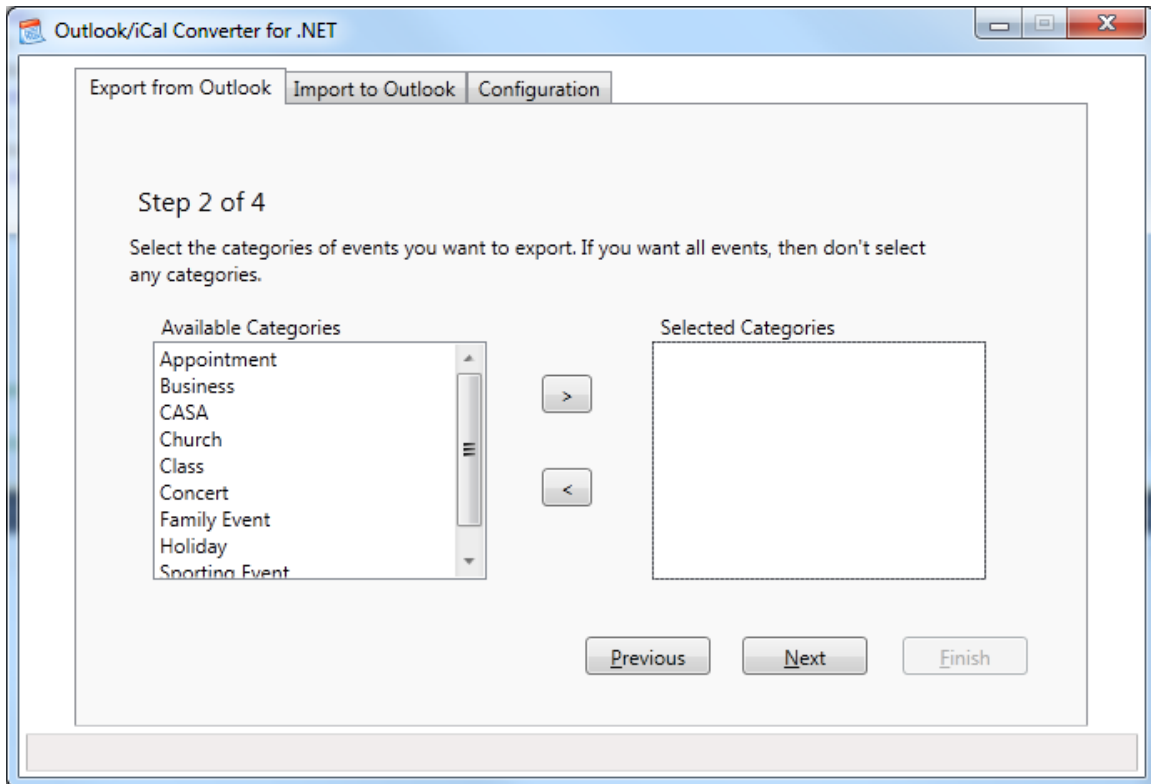 Outlook/iCal Converter for .NET
Export from Outlook
Import to Outlook
Configuration
Step 2 of 4
Select the categories of events you want to export. If you want all events, then don't select
any categories.
Available Categories
Selected Categories
Appointment
Business
CASA
Church
Class
Concert
Family Event
Holiday
Sporting Event
>
<
Previous
Next
Finish